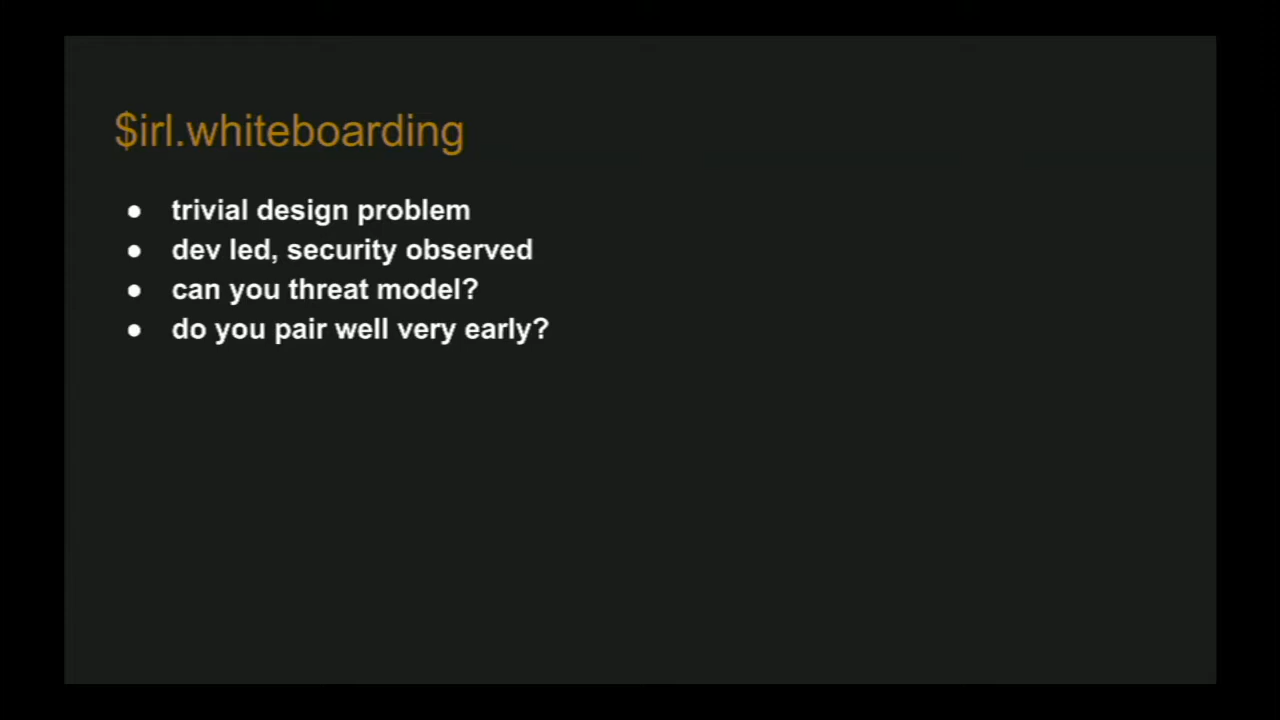 $irl.whiteboarding
● trivial design problem
● dev led, security observed
● can you threat model?
● do you pair well very early?